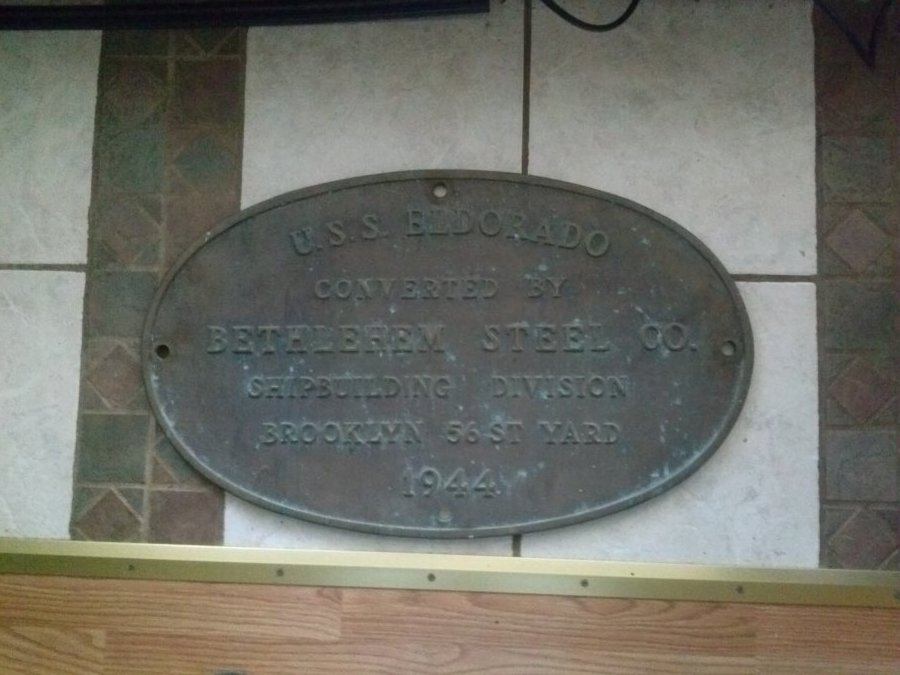 U.S.S. ELDORADO
CONVERTED BY
BETHLEHEM STEEL CO.
SHIPBUILDING DIVISION
BROOKLYN 56 ST YARD
1944